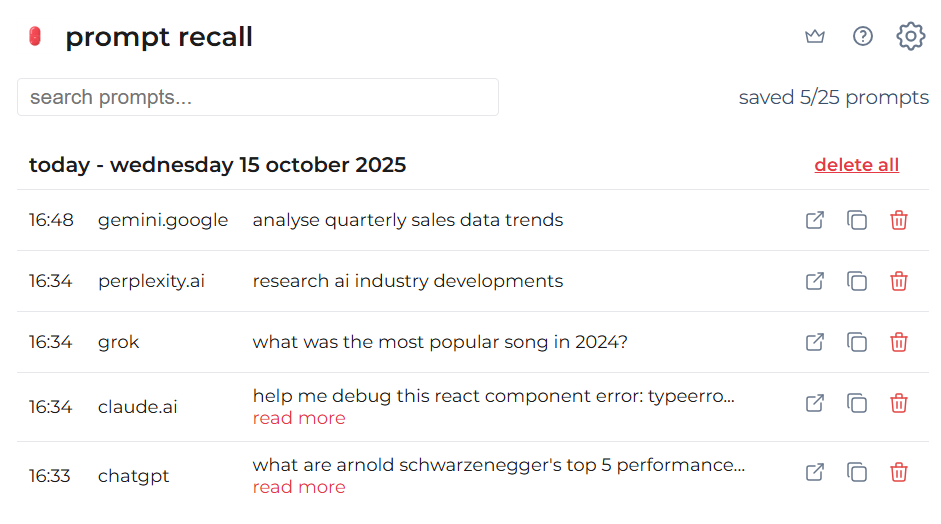 prompt recall
search prompts...
saved 5/25 prompts
today - wednesday 15 october 2025
delete all
16:48 gemini.google analyse quarterly sales data trends
16:34 perplexity.ai research ai industry developments
16:34 grok what was the most popular song in 2024?
16:34 claude.ai help me debug this react component error: typeerro...
read more
16:33 chatgpt what are arnold schwarzenegger's top 5 performance...
read more